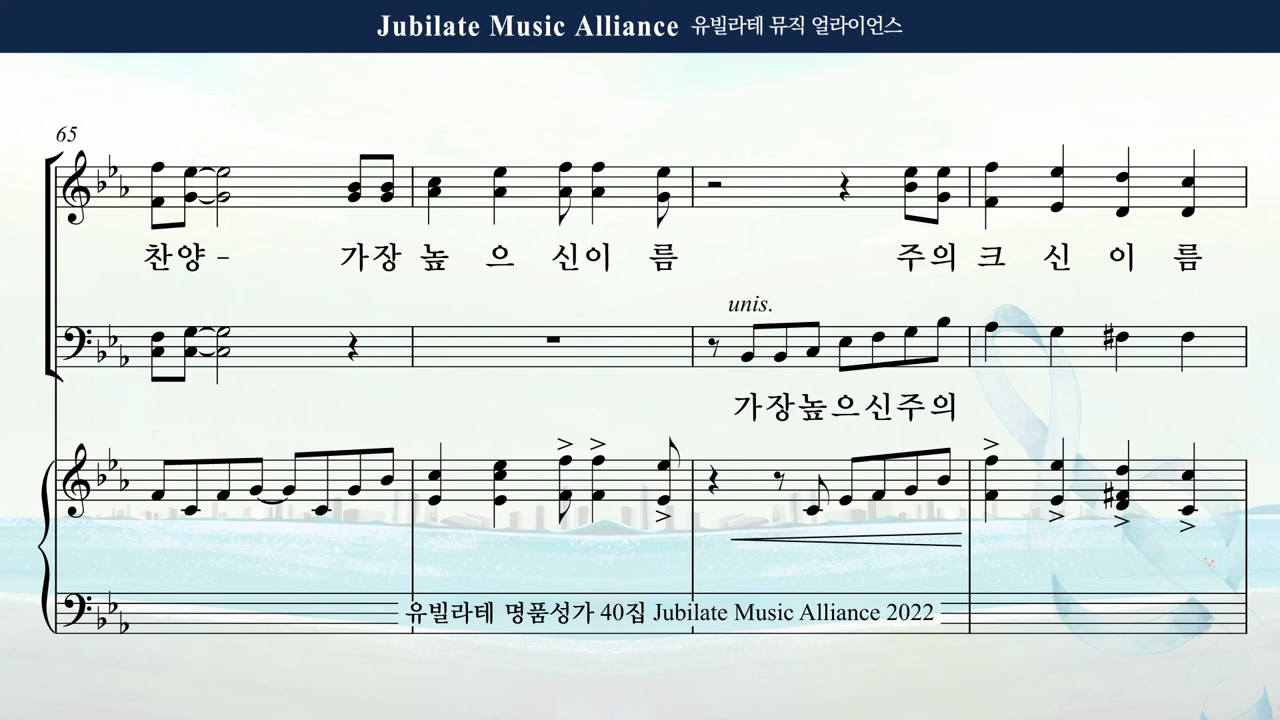 Jubilate Music Alliance 유빌라테 뮤직 얼라이언스
65
찬양 - 가장 높 으 신이 름 주의 크 신 이 름
unis.
가장높으신주의
유빌라테 명품성가 40집 Jubilate Music Alliance 2022